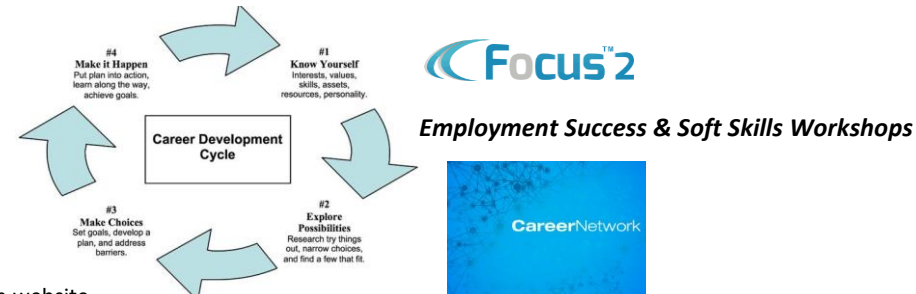 #4
Make it Happen
Put plan into action,
learn along the way,
achieve goals.
#1
Know Yourself
Interests, values,
skills, assets,
resources, personality.
Focus™2
Employment Success & Soft Skills Workshops
Career Development
Cycle
CareerNetwork
#3
Make Choices
Set goals, develop a
plan, and address
barriers.
#2
Explore
Possibilities
Research try things
out, narrow choices,
and find a few that fit.
website